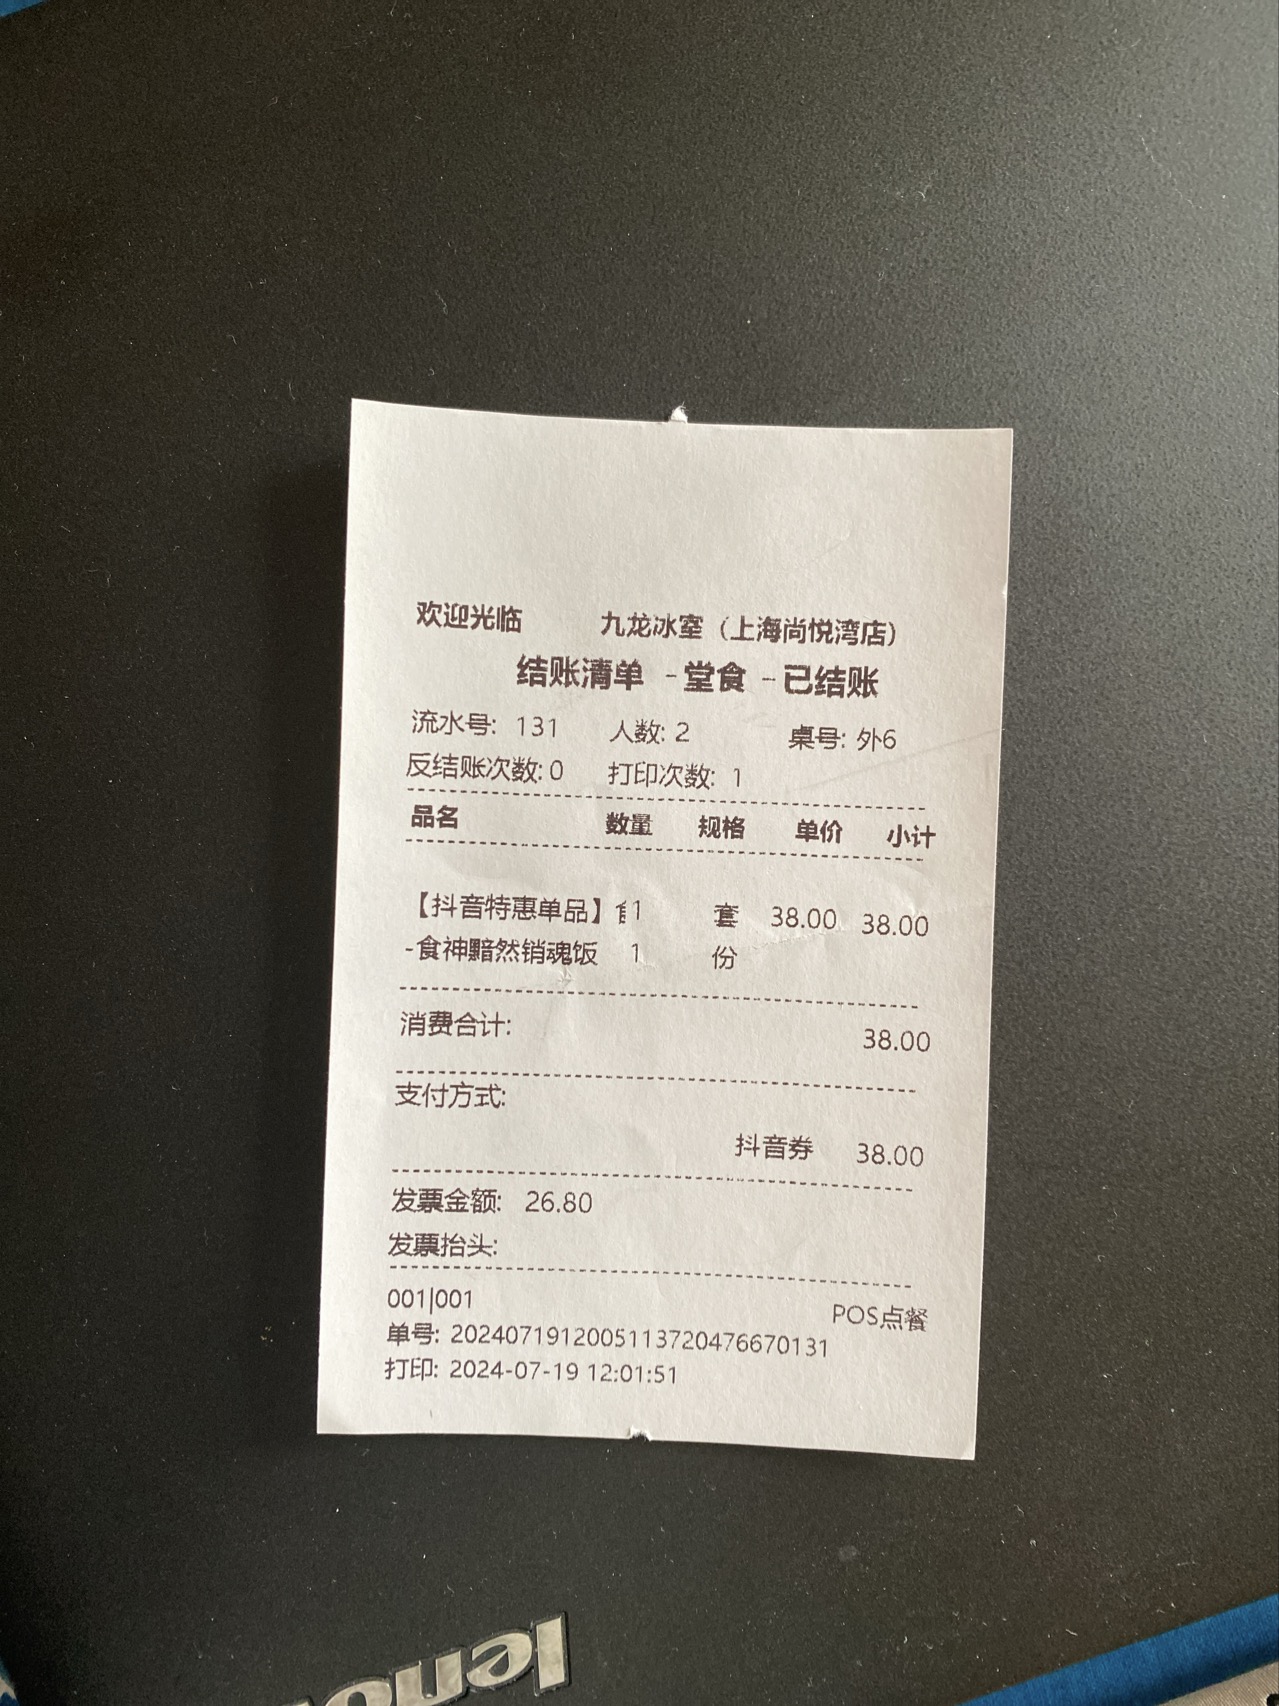 欢迎光临 九龙冰室（上海尚悦湾店）
结账清单 -堂食 -已结账
流水号: 131 人数: 2 桌号: 外6
反结账次数: 0 打印次数: 1
品名 数量 规格 单价 小计
【抖音特惠单品】 1 套 38.00 38.00
-食神黯然销魂饭 1 份
消费合计: 38.00
支付方式:
抖音券 38.00
发票金额: 26.80
发票抬头:
001|001 POS点餐
单号: 2024071912005113720476670131
打印: 2024-07-19 12:01:51